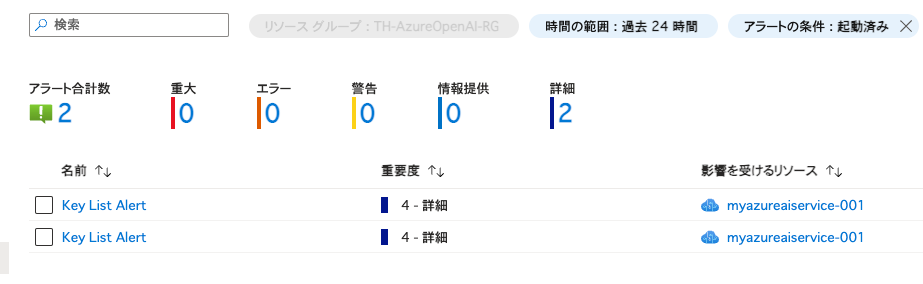 検索
リソース グループ : TH-AzureOpenAI-RG
時間の範囲 : 過去 24 時間
アラートの条件 : 起動済み
アラート合計数 重大 エラー 警告 情報提供 詳細
2 0 0 0 0 2
名前 重要度 影響を受けるリソース
Key List Alert 4 - 詳細 myazureaiservice-001
Key List Alert 4 - 詳細 myazureaiservice-001